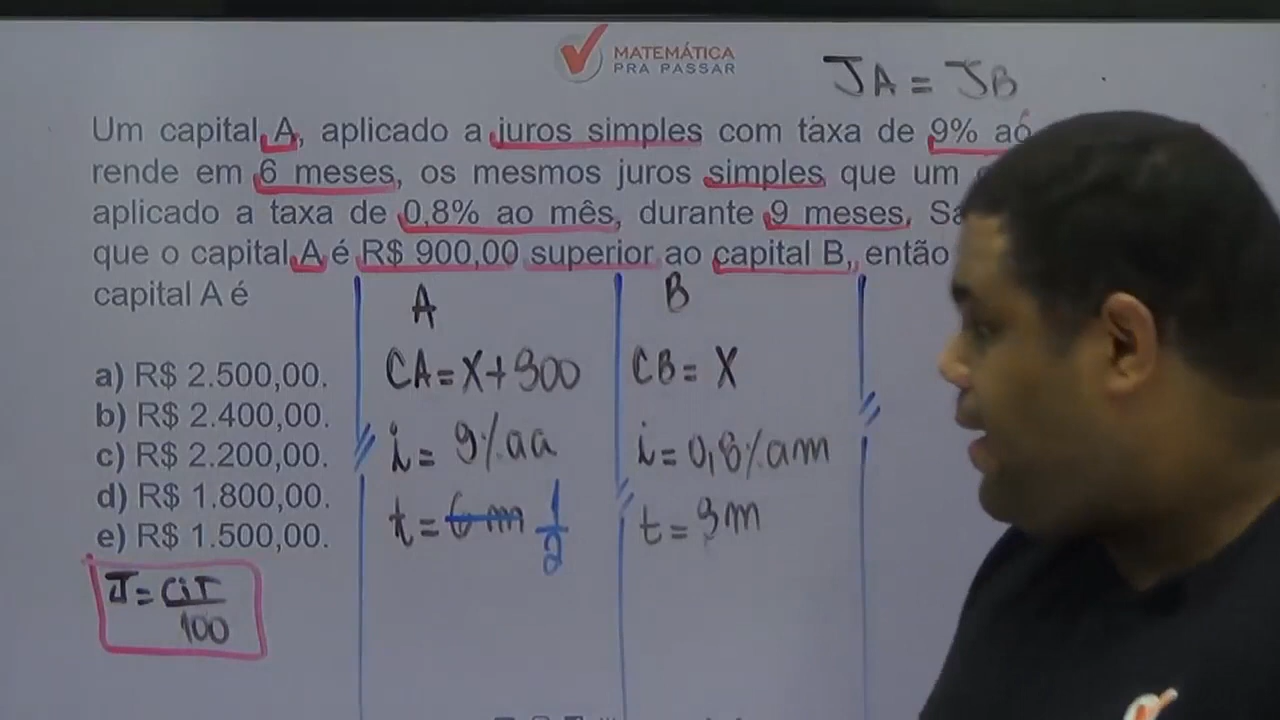 MATEMÁTICA
PRA PASSAR
JA = JB
Um capital A, aplicado a juros simples com taxa de 9% ao
rende em 6 meses, os mesmos juros simples que um
aplicado a taxa de 0,8% ao mês, durante 9 meses.
que o capital A é R$ 900,00 superior ao capital B, então
capital A é
a) R$ 2.500,00.
b) R$ 2.400,00.
c) R$ 2.200,00.
d) R$ 1.800,00.
e) R$ 1.500,00.
A
CA = X + 900
i = 9% aa
t = 6 m 1/2
B
CB = X
i = 0,8% am
t = 9m
J = CiT/100